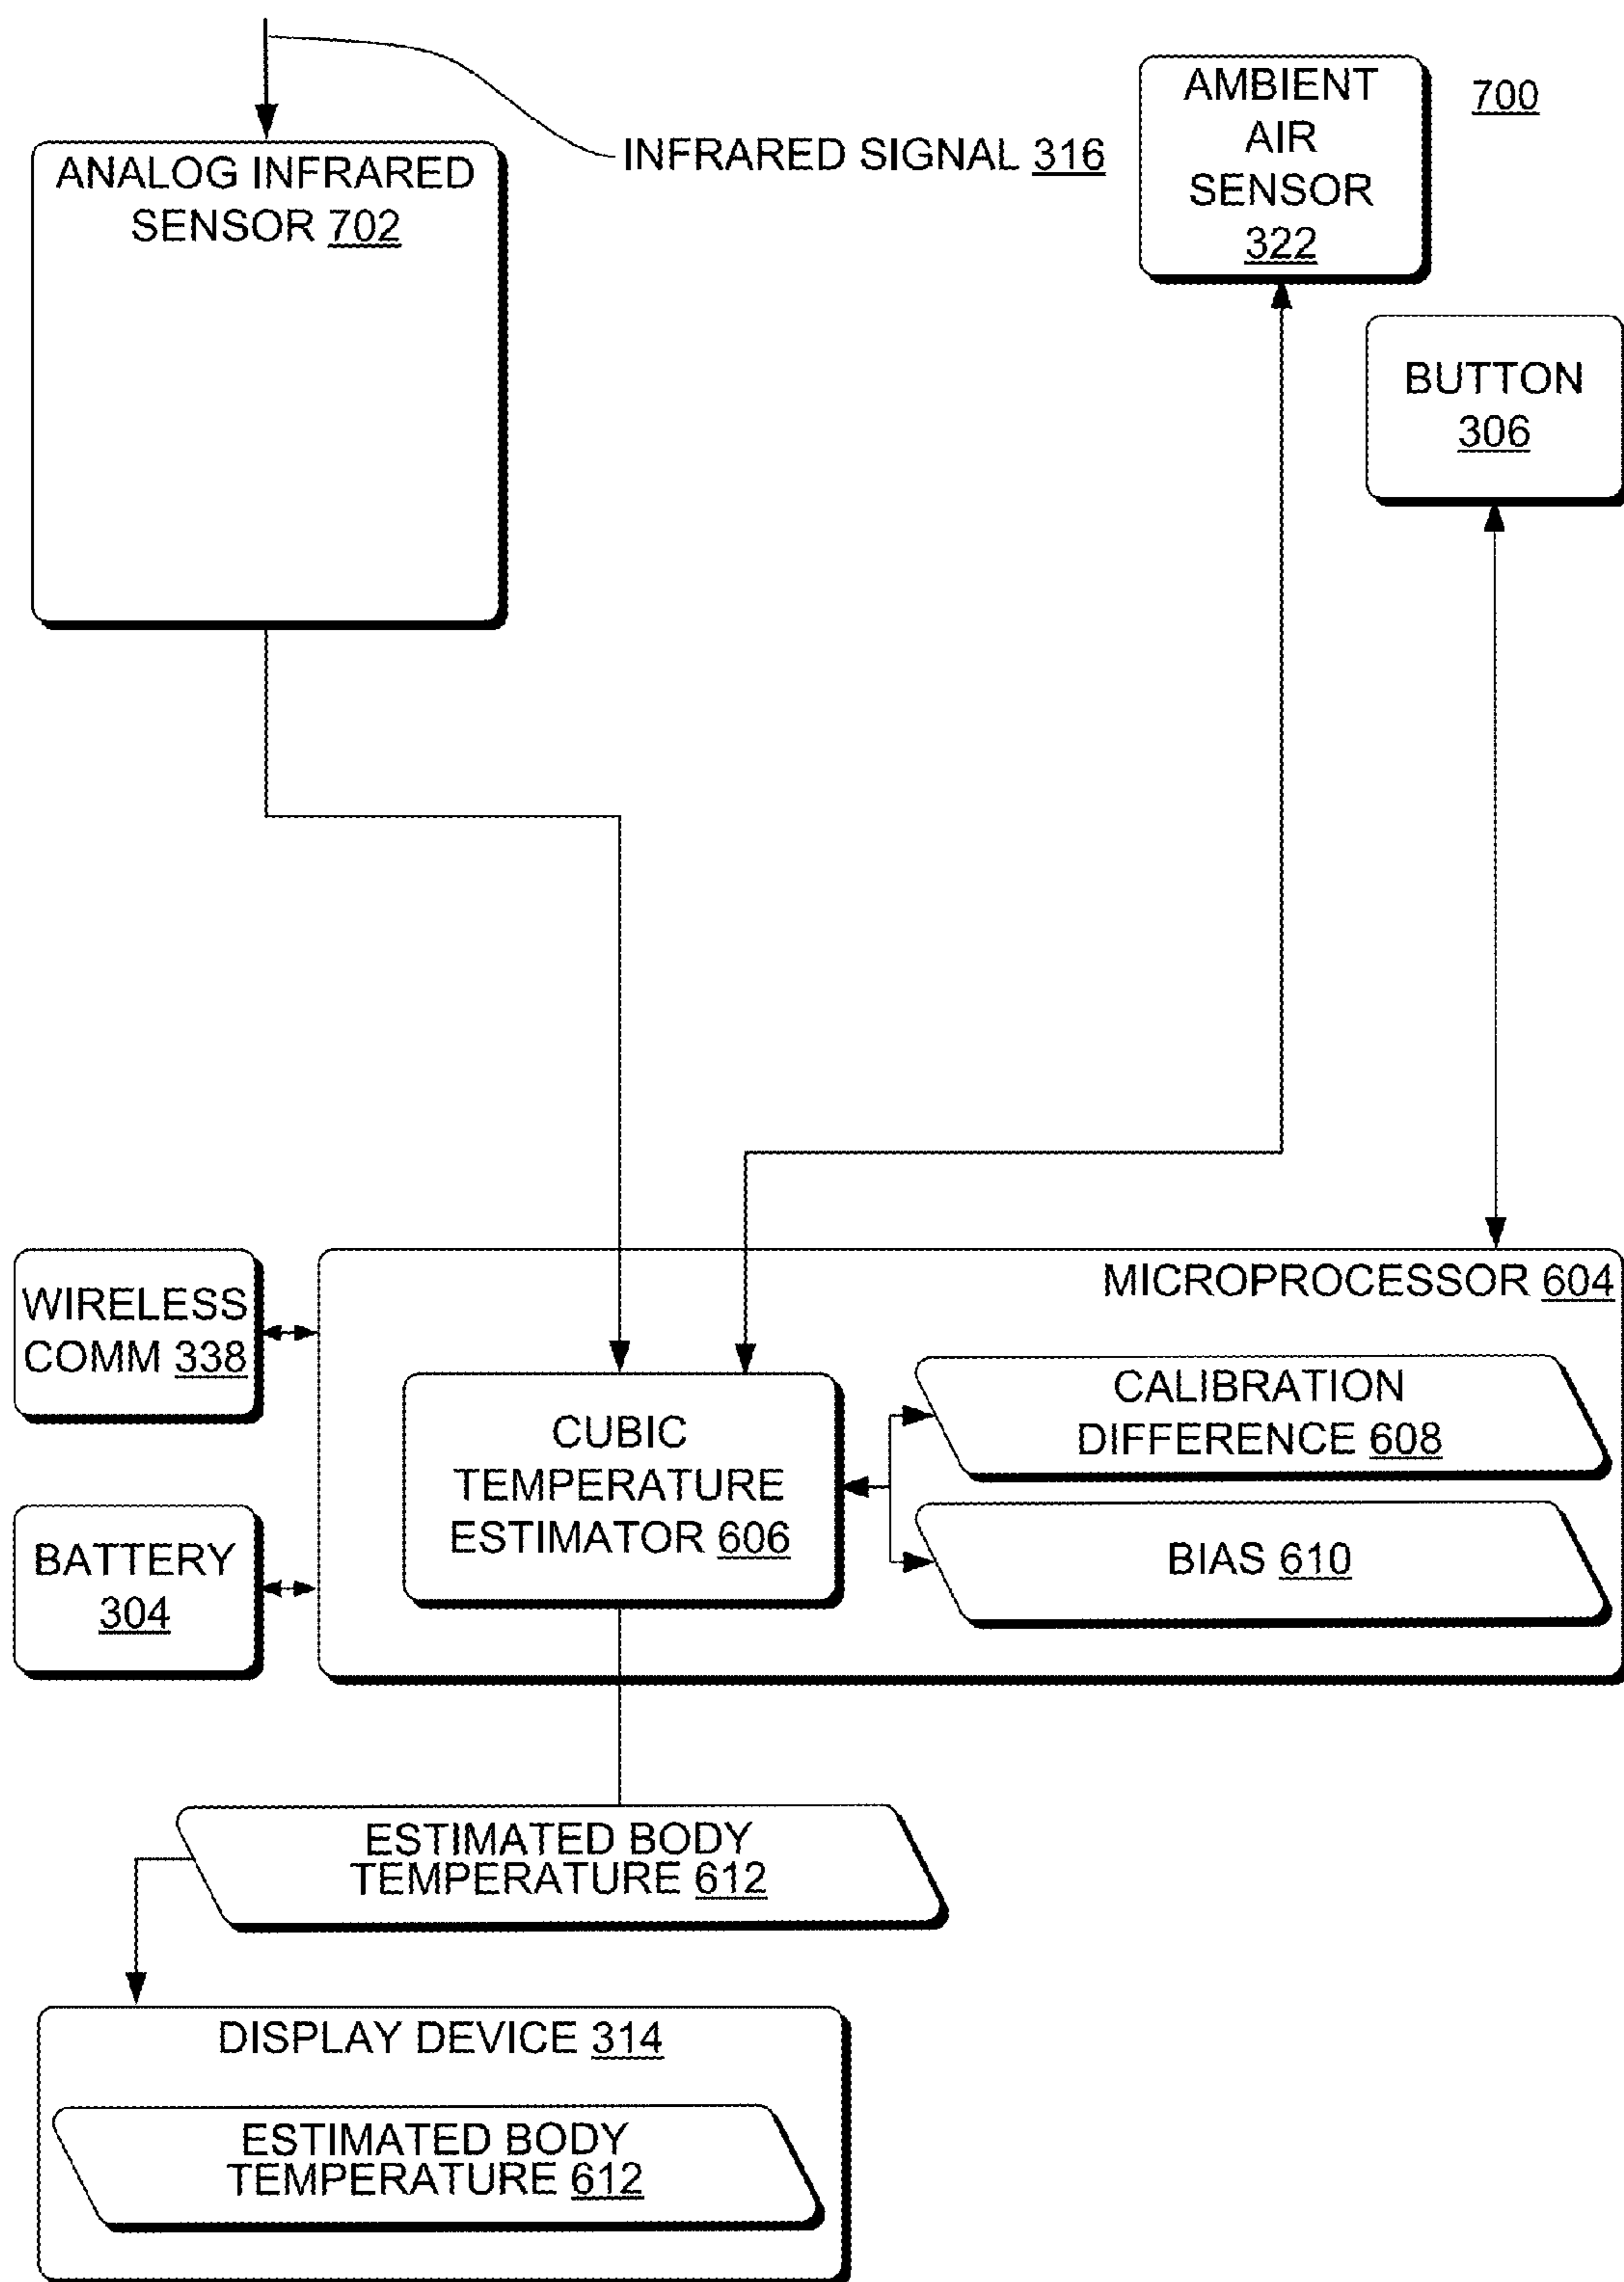 ANALOG INFRARED
SENSOR 702
INFRARED SIGNAL 316
AMBIENT
AIR
SENSOR
322
700
BUTTON
306
WIRELESS
COMM 338
BATTERY
304
MICROPROCESSOR 604
CUBIC
TEMPERATURE
ESTIMATOR 606
CALIBRATION
DIFFERENCE 608
BIAS 610
ESTIMATED BODY
TEMPERATURE 612
DISPLAY DEVICE 314
ESTIMATED BODY
TEMPERATURE 612